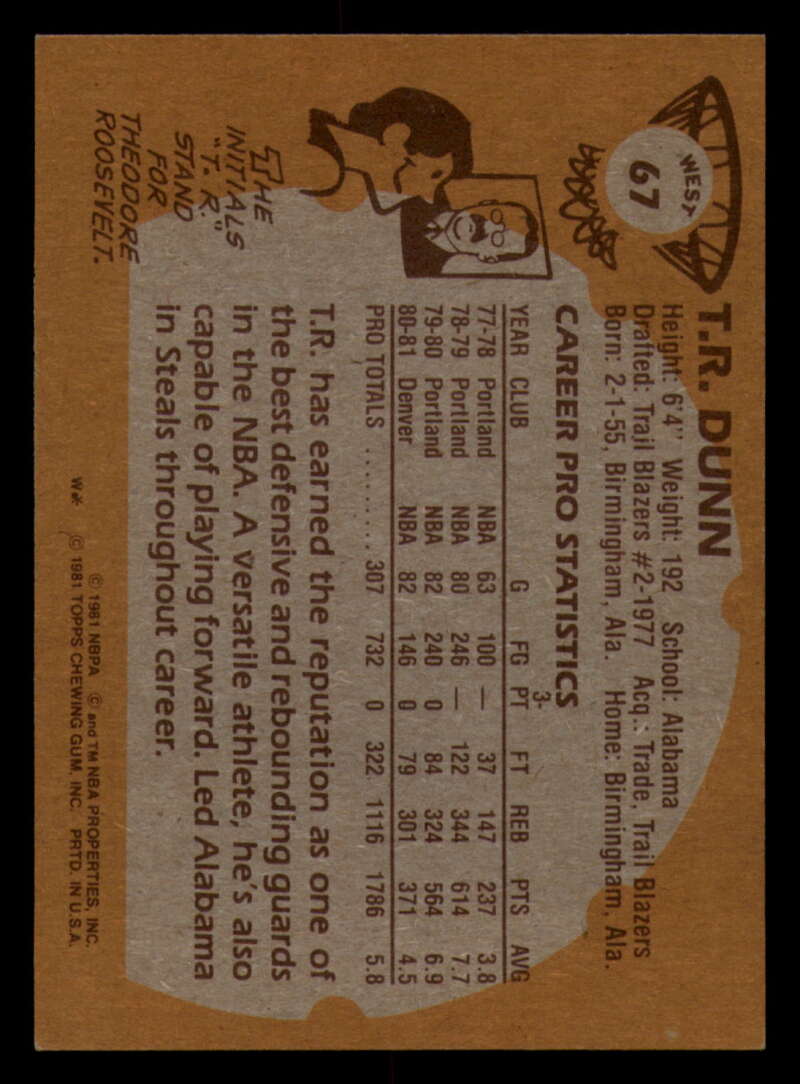 WEST
67
T.R. DUNN
Height: 6'4" Weight: 192 School: Alabama
Drafted: Trail Blazers #2-1977 Acq.: Trade, Trail Blazers
Born: 2-1-55, Birmingham, Ala. Home: Birmingham, Ala.
CAREER PRO STATISTICS
YEAR CLUB G FG 3-PT FT REB PTS AVG
77-78 Portland NBA 63 100 — 37 147 237 3.8
78-79 Portland NBA 80 246 — 122 344 614 7.7
79-80 Portland NBA 82 240 0 84 324 564 6.9
80-81 Denver NBA 82 146 0 79 301 371 4.5
PRO TOTALS .......... 307 732 0 322 1116 1786 5.8
THE
INITIALS
"T. R."
STAND
FOR
THEODORE
ROOSEVELT.
T.R. has earned the reputation as one of
the best defensive and rebounding guards
in the NBA. A versatile athlete, he's also
capable of playing forward. Led Alabama
in Steals throughout career.
© 1981 NBPA © and TM NBA PROPERTIES, INC.
W* © 1981 TOPPS CHEWING GUM, INC. PRTD. IN U.S.A.